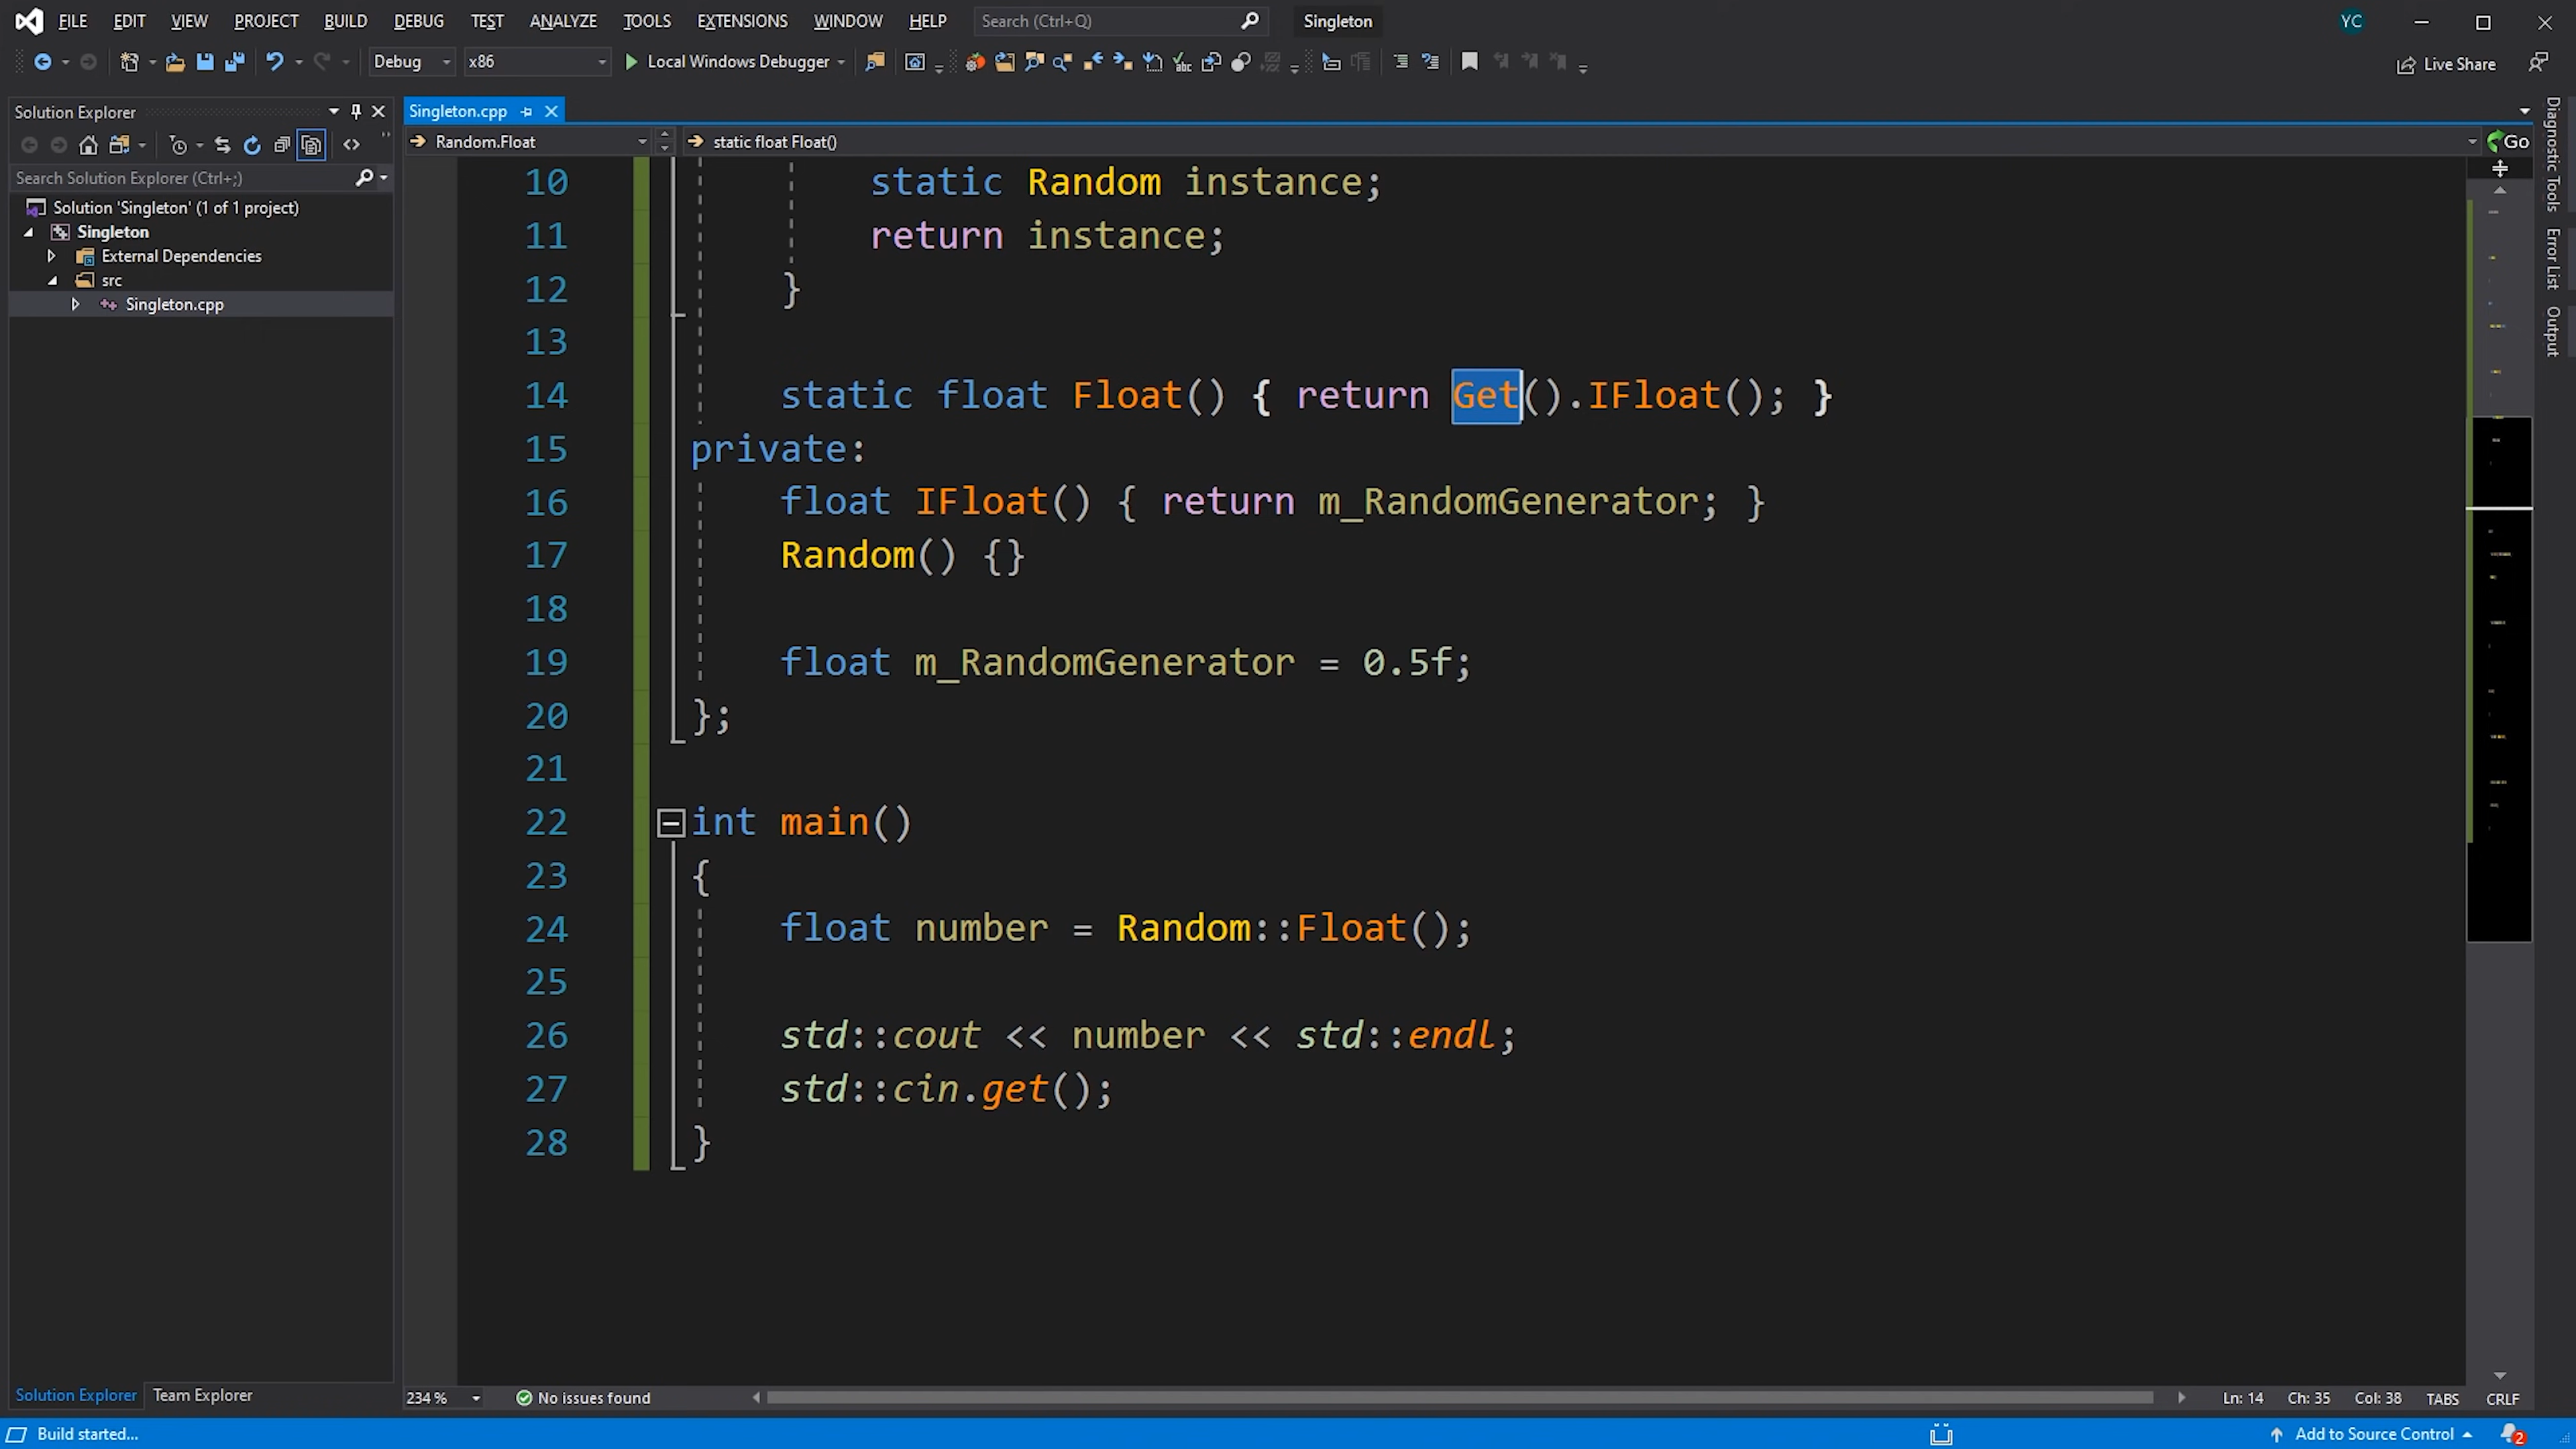 FILE EDIT VIEW PROJECT BUILD DEBUG TEST ANALYZE TOOLS EXTENSIONS WINDOW HELP Search (Ctrl+Q) Singleton YC
Debug x86 Local Windows Debugger Live Share
Solution Explorer
Search Solution Explorer (Ctrl+;)
Solution 'Singleton' (1 of 1 project)
Singleton
External Dependencies
src
Singleton.cpp
Solution Explorer Team Explorer
Singleton.cpp
Random.Float static float Float() Go
10 static Random instance;
11 return instance;
12 }
13
14 static float Float() { return Get().IFloat(); }
15 private:
16 float IFloat() { return m_RandomGenerator; }
17 Random() {}
18
19 float m_RandomGenerator = 0.5f;
20 };
21
22 int main()
23 {
24 float number = Random::Float();
25
26 std::cout << number << std::endl;
27 std::cin.get();
28 }
Diagnostic Tools
Error List
Output
234 % No issues found Ln: 14 Ch: 35 Col: 38 TABS CRLF
Build started... Add to Source Control 2